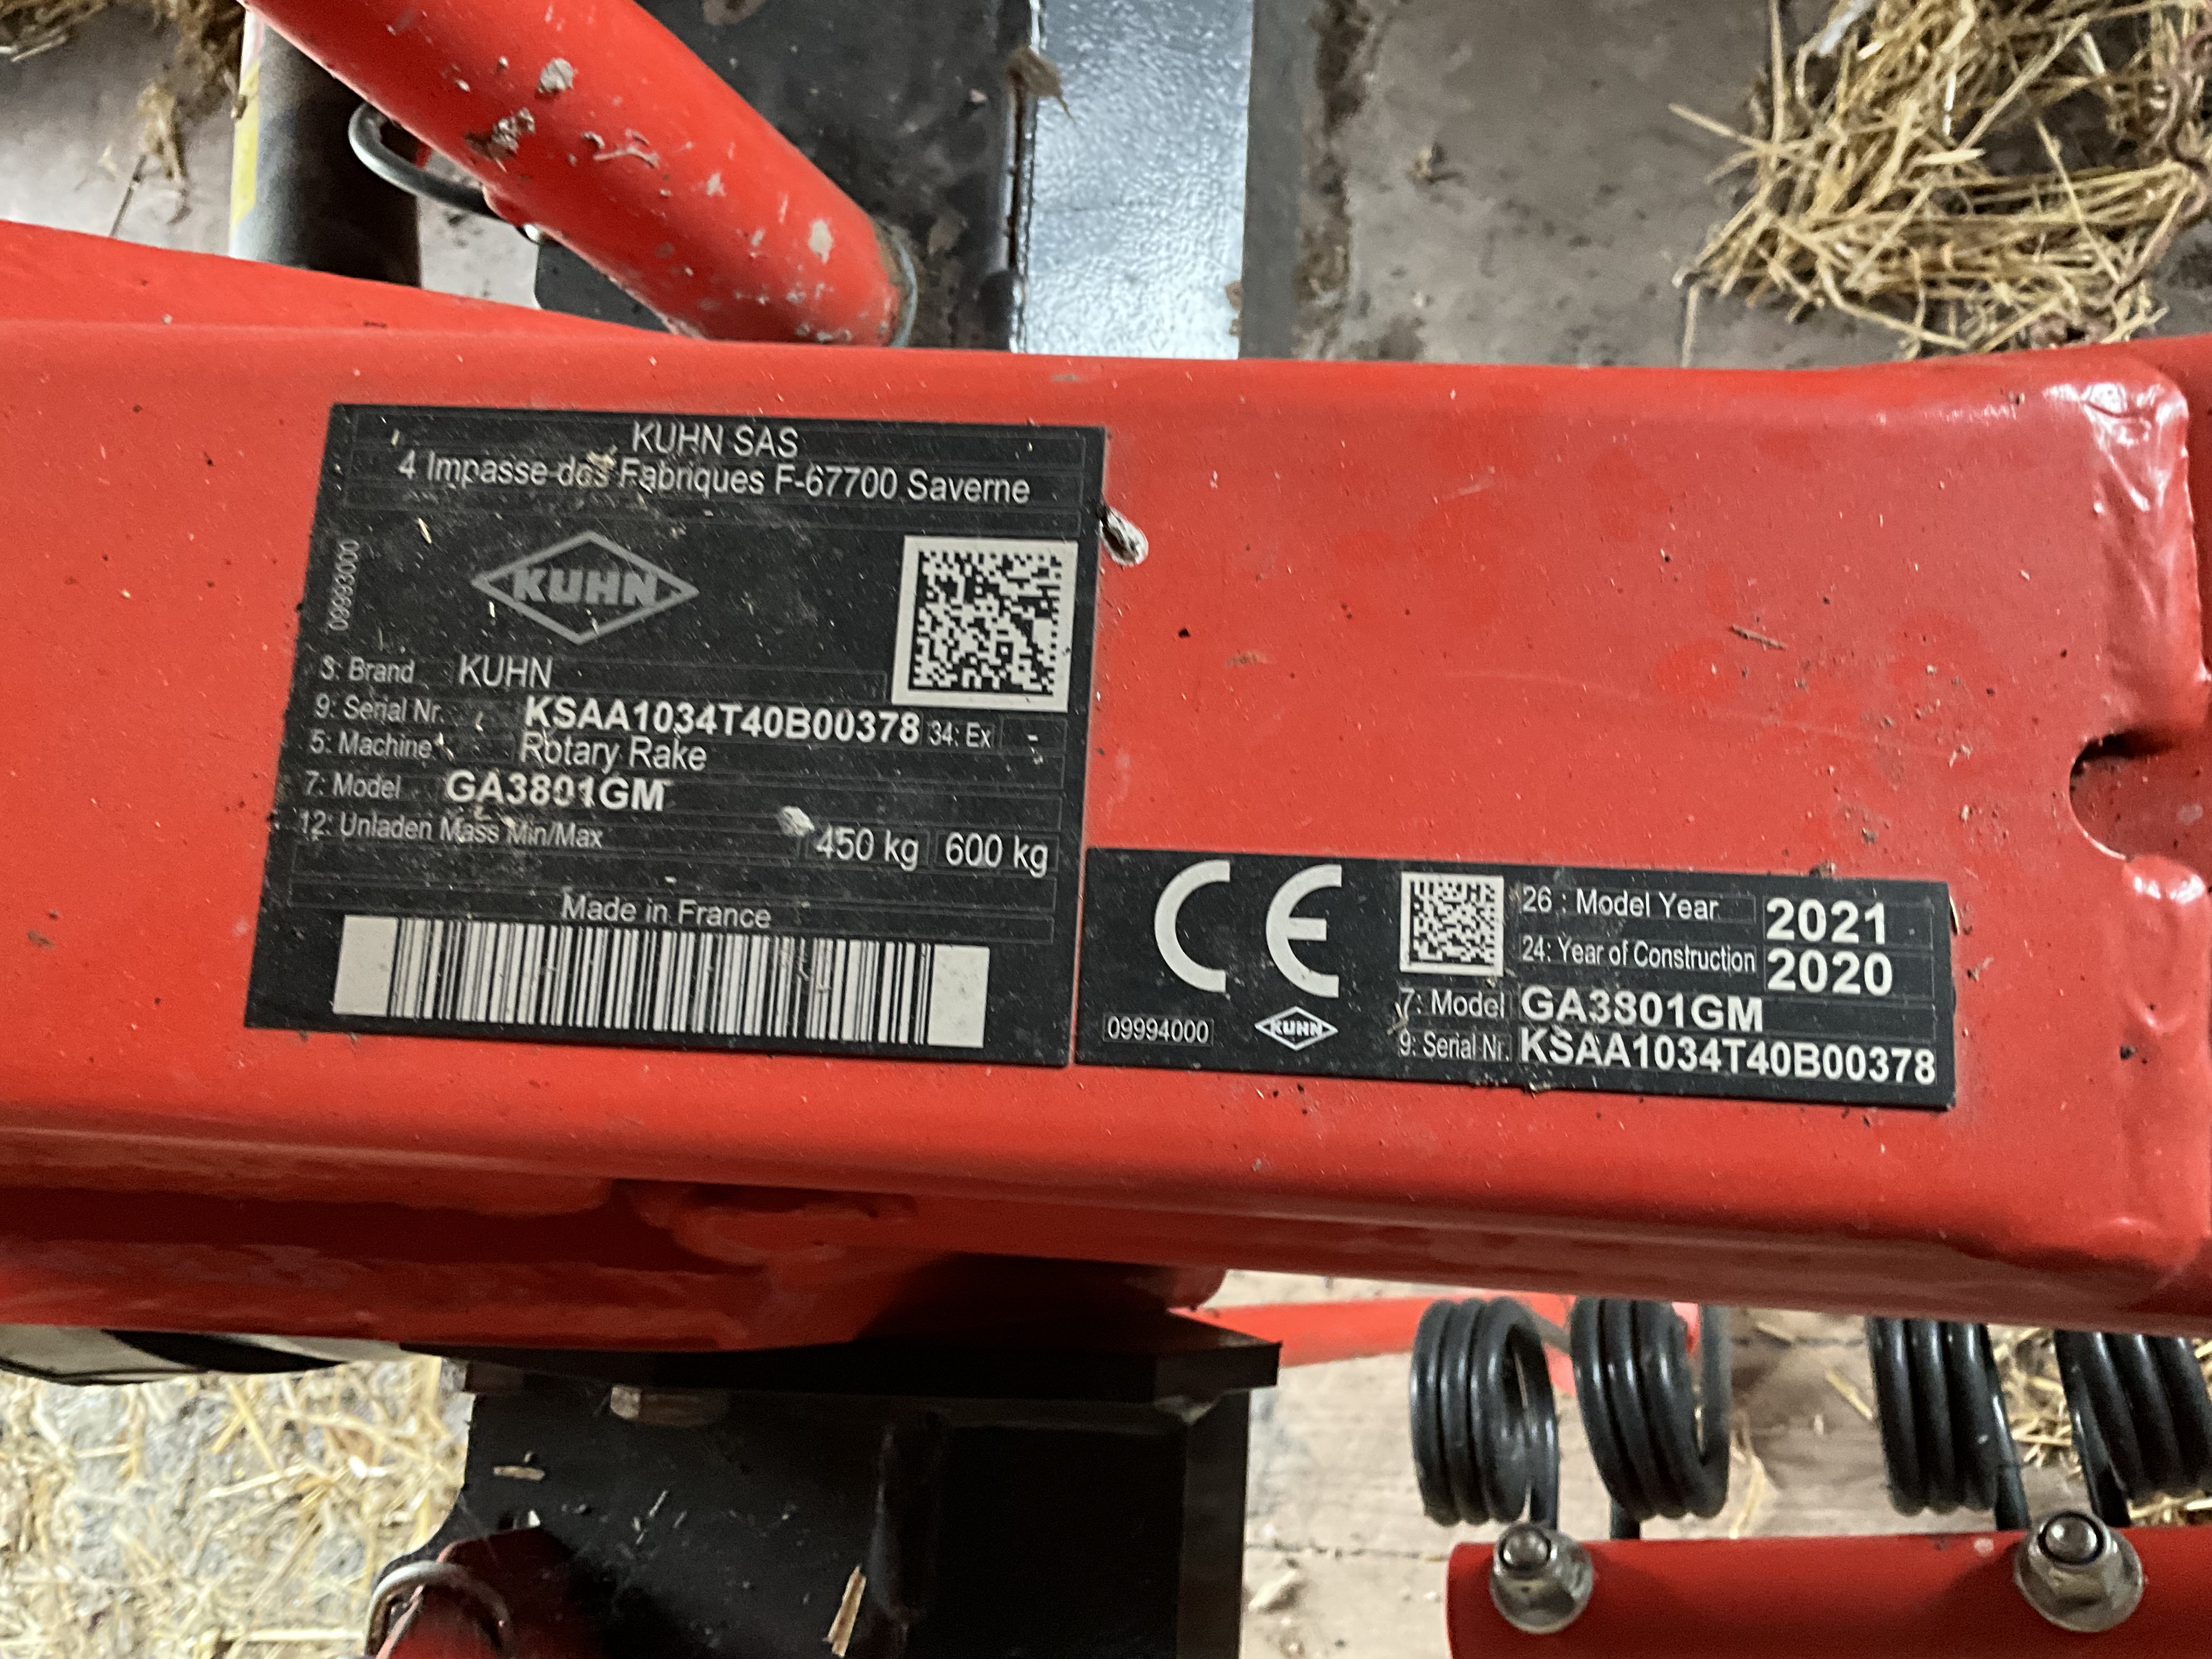 KUHN SAS
4 Impasse des Fabriques F-67700 Saverne
09993000
KUHN
3: Brand KUHN
9: Serial Nr. KSAA1034T40B00378 34: Ex -
5: Machine Rotary Rake
7: Model GA3801GM
12: Unladen Mass Min/Max 450 kg 600 kg
Made in France
CE
26 : Model Year 2021
24: Year of Construction 2020
7: Model GA3801GM
09994000 KUHN 9: Serial Nr. KSAA1034T40B00378